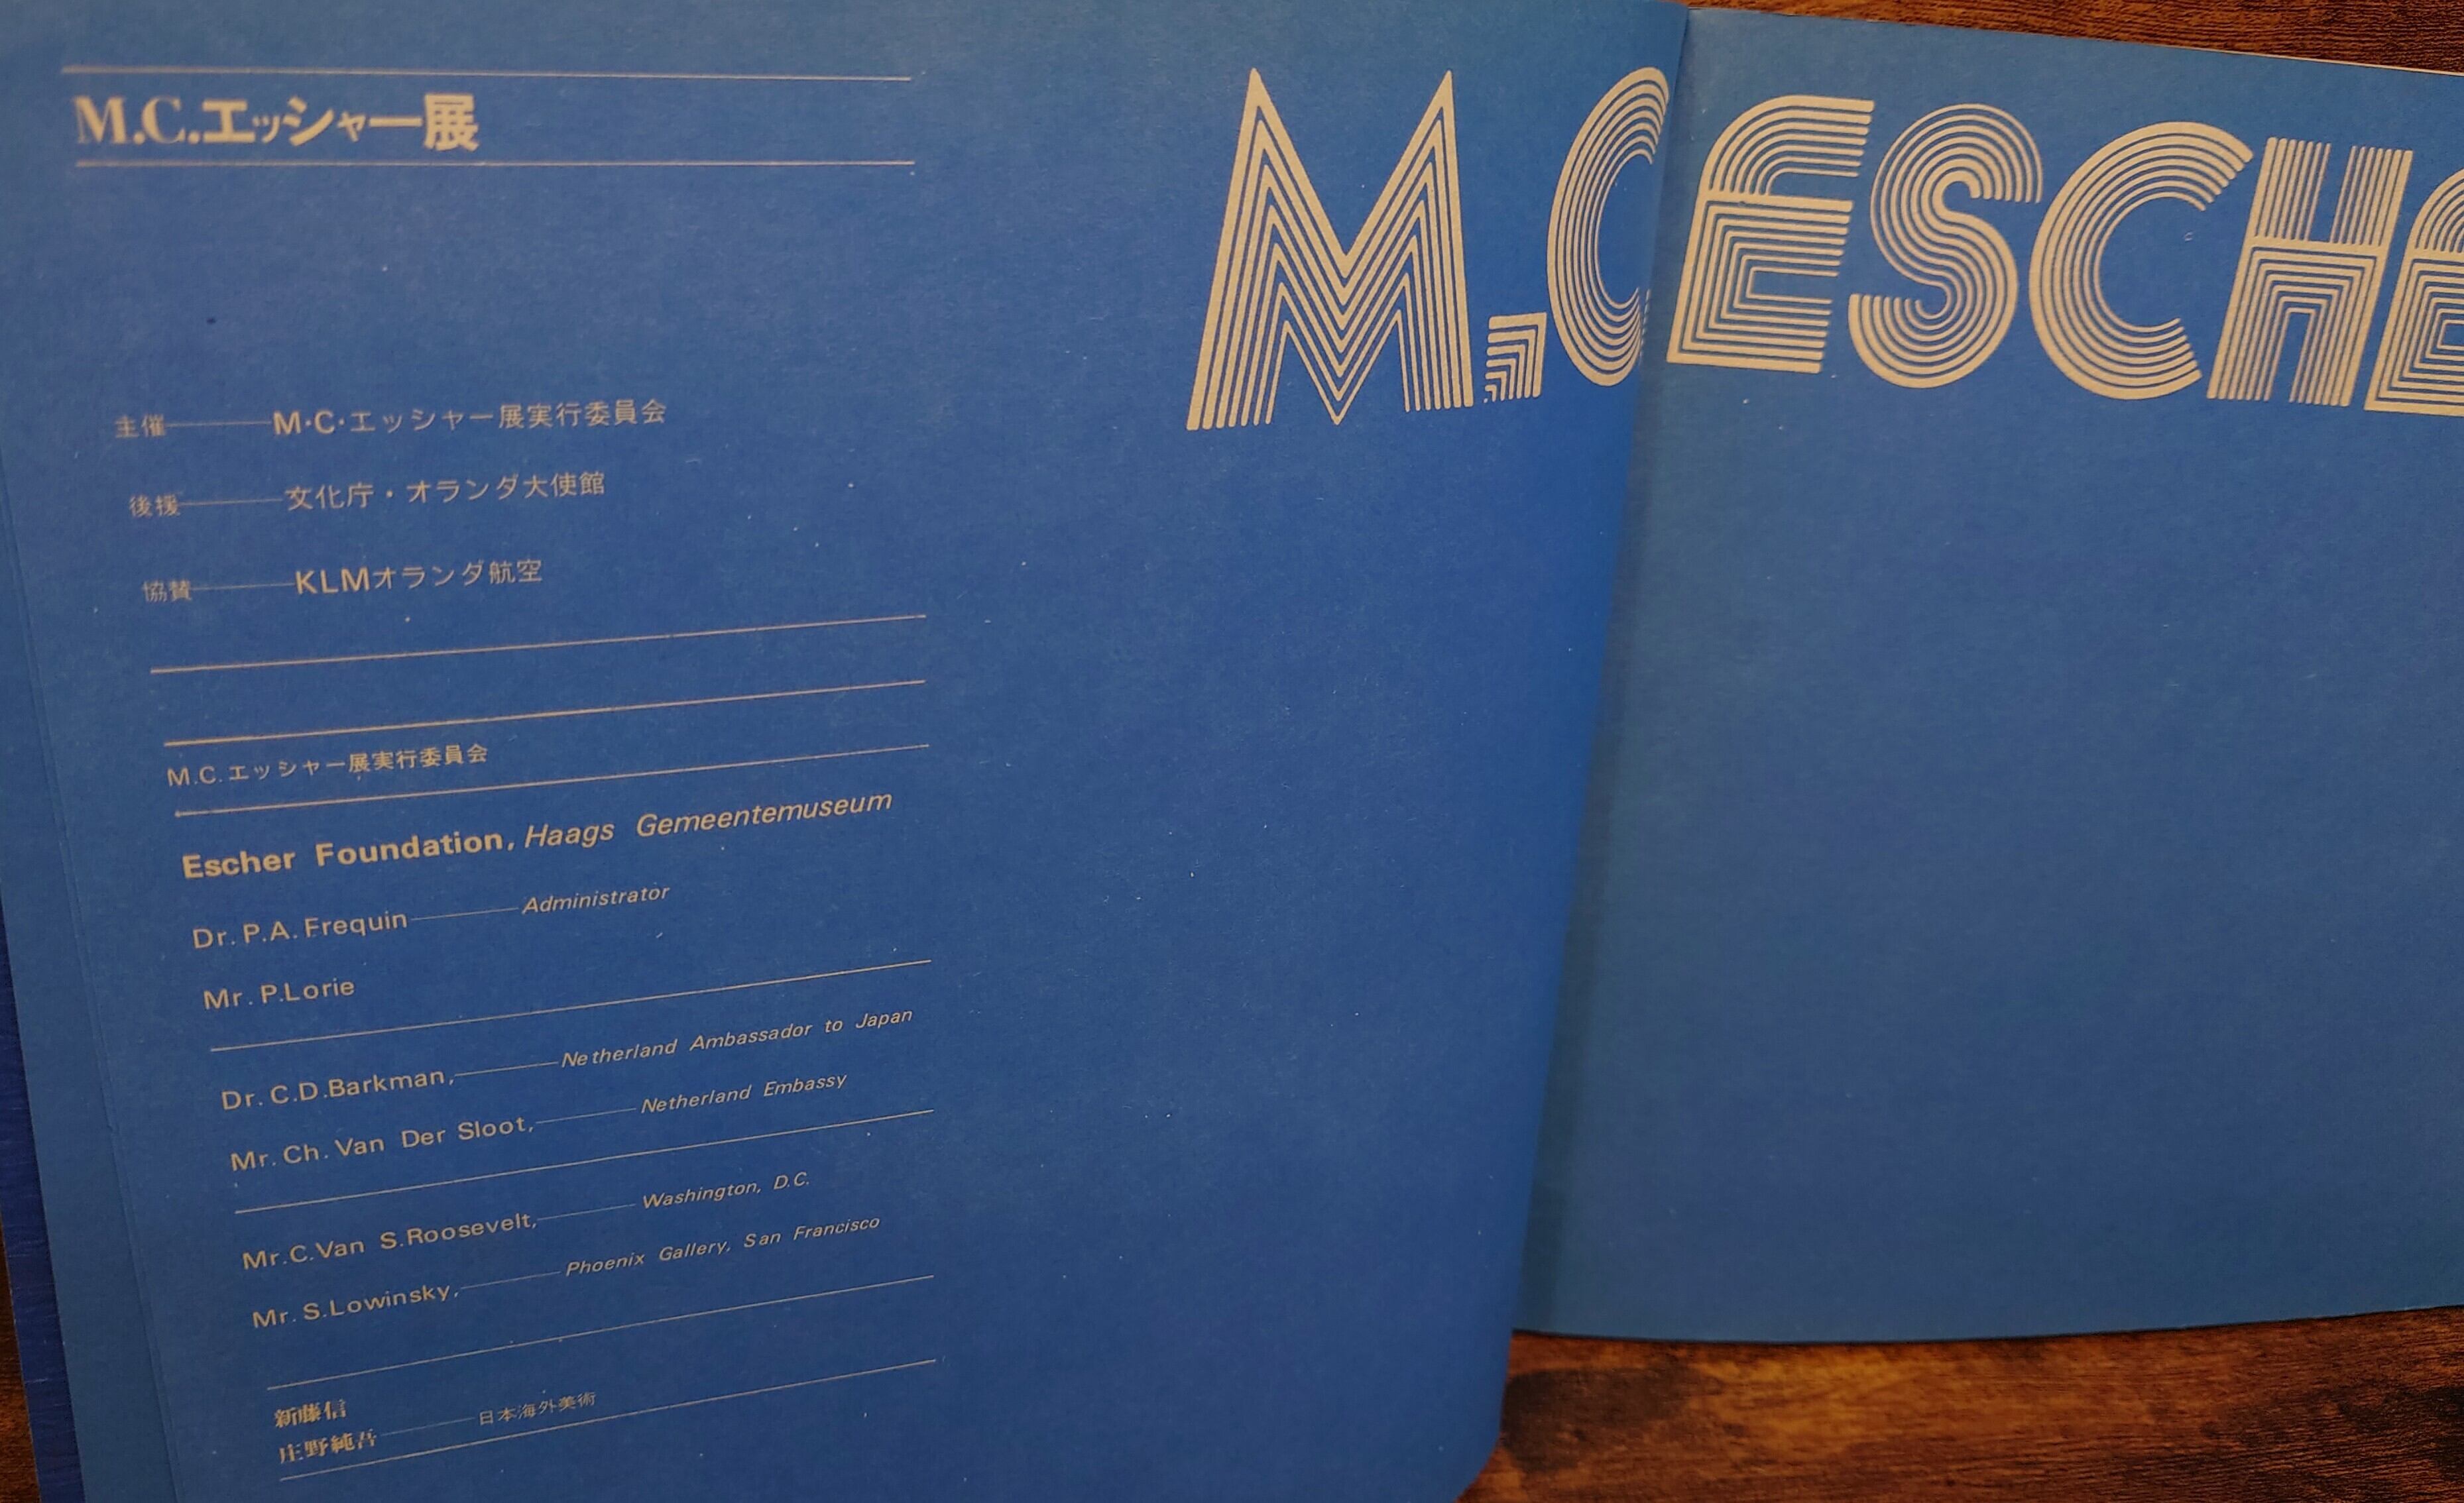 M.C.エッシャー展
M.C ESCHE
主催――M·C·エッシャー展実行委員会
後援――文化庁・オランダ大使館
協賛――KLMオランダ航空
M.C.エッシャー展実行委員会
Escher Foundation, Haags Gemeentemuseum
Dr. P.A. Frequin――Administrator
Mr. P.Lorie
Dr. C.D.Barkman,――Netherland Ambassador to Japan
Mr. Ch. Van Der Sloot,――Netherland Embassy
Mr.C.Van S.Roosevelt,――Washington, D.C.
Mr. S.Lowinsky,――Phoenix Gallery, San Francisco
新藤信
庄野純吾――日本海外美術